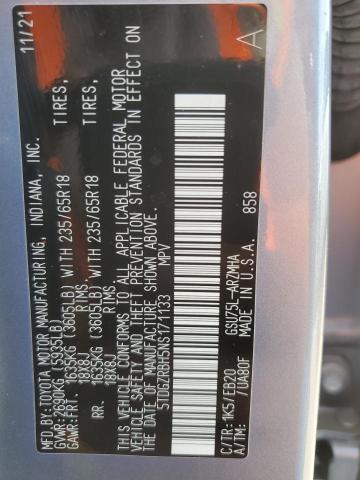 MFD.BY:TOYOTA MOTOR MANUFACTURING, INDIANA, INC. 11/21
GVWR: 2690KG (5935LB)
GAWR:FRT. 1635KG (3605LB) WITH 235/65R18 TIRES,
18X8J RIMS,
RR. 1635KG (3605LB) WITH 235/65R18 TIRES,
18X8J RIMS,
THIS VEHICLE CONFORMS TO ALL APPLICABLE FEDERAL MOTOR
VEHICLE SAFETY, BUMPER, AND THEFT PREVENTION STANDARDS IN EFFECT ON
THE DATE OF MANUFACTURE SHOWN ABOVE.
5TDGZRBH5NS171133 MPV
A
C/TR:1K5/EB20 GSU75L-ARZMHA
A/TM: /UA80F MADE IN U.S.A. 858